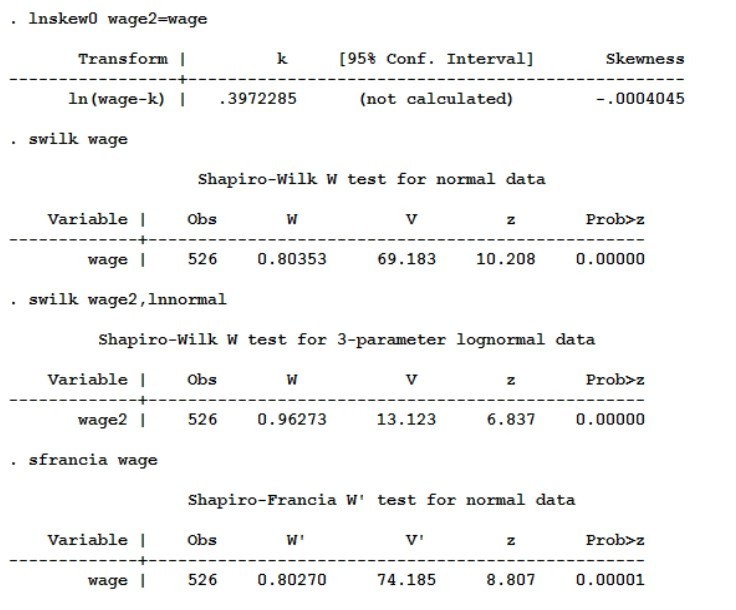 . lnskew0 wage2=wage
Transform | k [95% Conf. Interval] Skewness
-----------------+--------------------------------------------------
ln(wage-k) | .3972285 (not calculated) -.0004045
. swilk wage
Shapiro-Wilk W test for normal data
Variable | Obs W V z Prob>z
-------------+--------------------------------------------------
wage | 526 0.80353 69.183 10.208 0.00000
. swilk wage2,lnnormal
Shapiro-Wilk W test for 3-parameter lognormal data
Variable | Obs W V z Prob>z
-------------+--------------------------------------------------
wage2 | 526 0.96273 13.123 6.837 0.00000
. sfrancia wage
Shapiro-Francia W' test for normal data
Variable | Obs W' V' z Prob>z
-------------+--------------------------------------------------
wage | 526 0.80270 74.185 8.807 0.00001